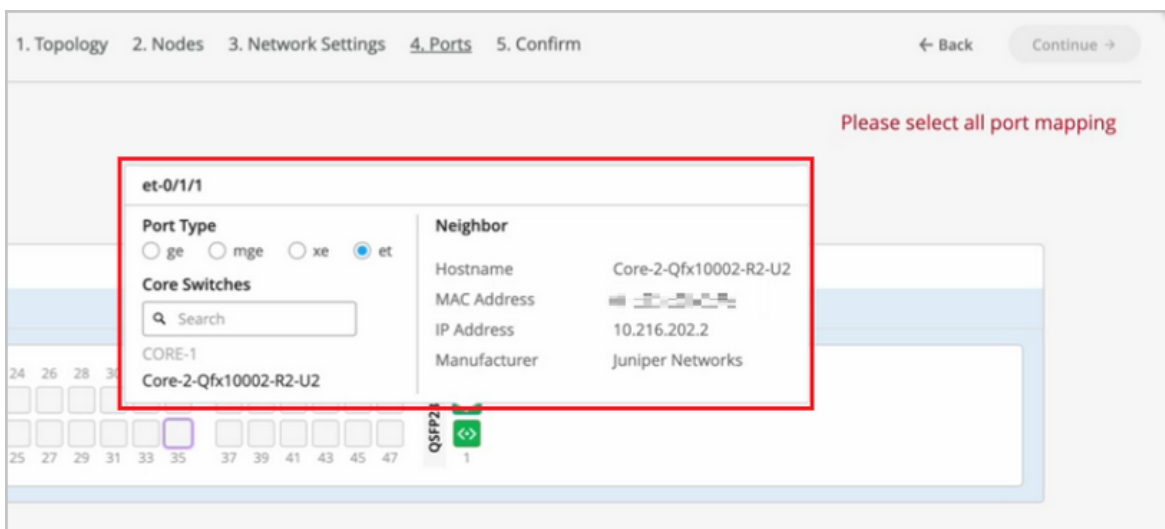 1. Topology 2. Nodes 3. Network Settings 4. Ports 5. Confirm ← Back Continue →
Please select all port mapping
et-0/1/1
Port Type
ge mge xe et
Core Switches
Search
CORE-1
Core-2-Qfx10002-R2-U2
Neighbor
Hostname Core-2-Qfx10002-R2-U2
MAC Address
IP Address 10.216.202.2
Manufacturer Juniper Networks
24 26 28
25 27 29 31 33 35 37 39 41 43 45 47 1